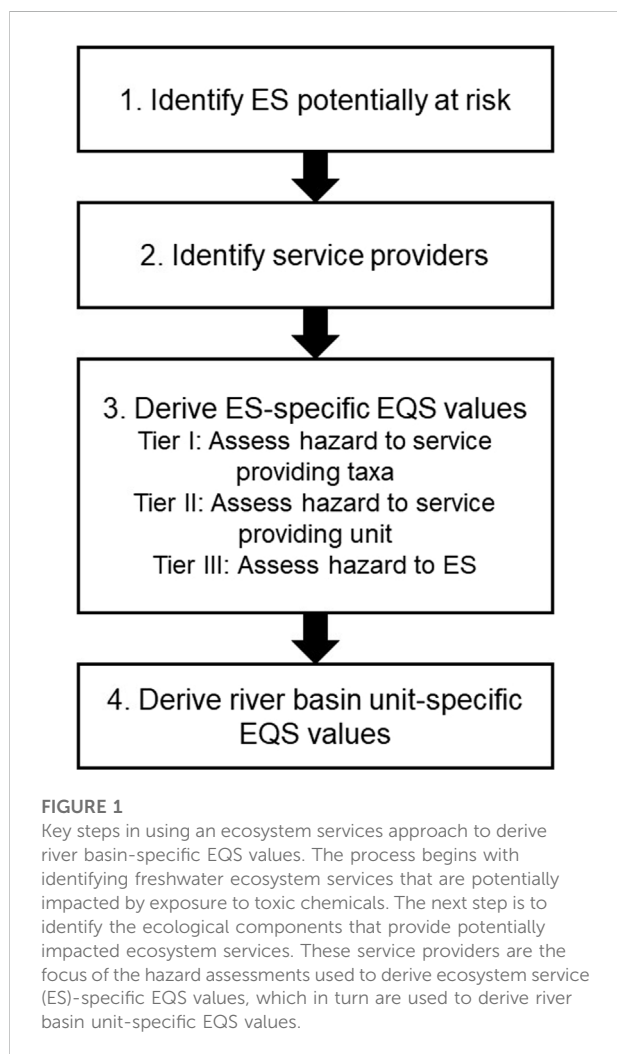 1. Identify ES potentially at risk
2. Identify service providers
3. Derive ES-specific EQS values
Tier I: Assess hazard to service
providing taxa
Tier II: Assess hazard to service
providing unit
Tier III: Assess hazard to ES
4. Derive river basin unit-specific
EQS values
FIGURE 1
Key steps in using an ecosystem services approach to derive
river basin-specific EQS values. The process begins with
identifying freshwater ecosystem services that are potentially
impacted by exposure to toxic chemicals. The next step is to
identify the ecological components that provide potentially
impacted ecosystem services. These service providers are the
focus of the hazard assessments used to derive ecosystem service
(ES)-specific EQS values, which in turn are used to derive river
basin unit-specific EQS values.